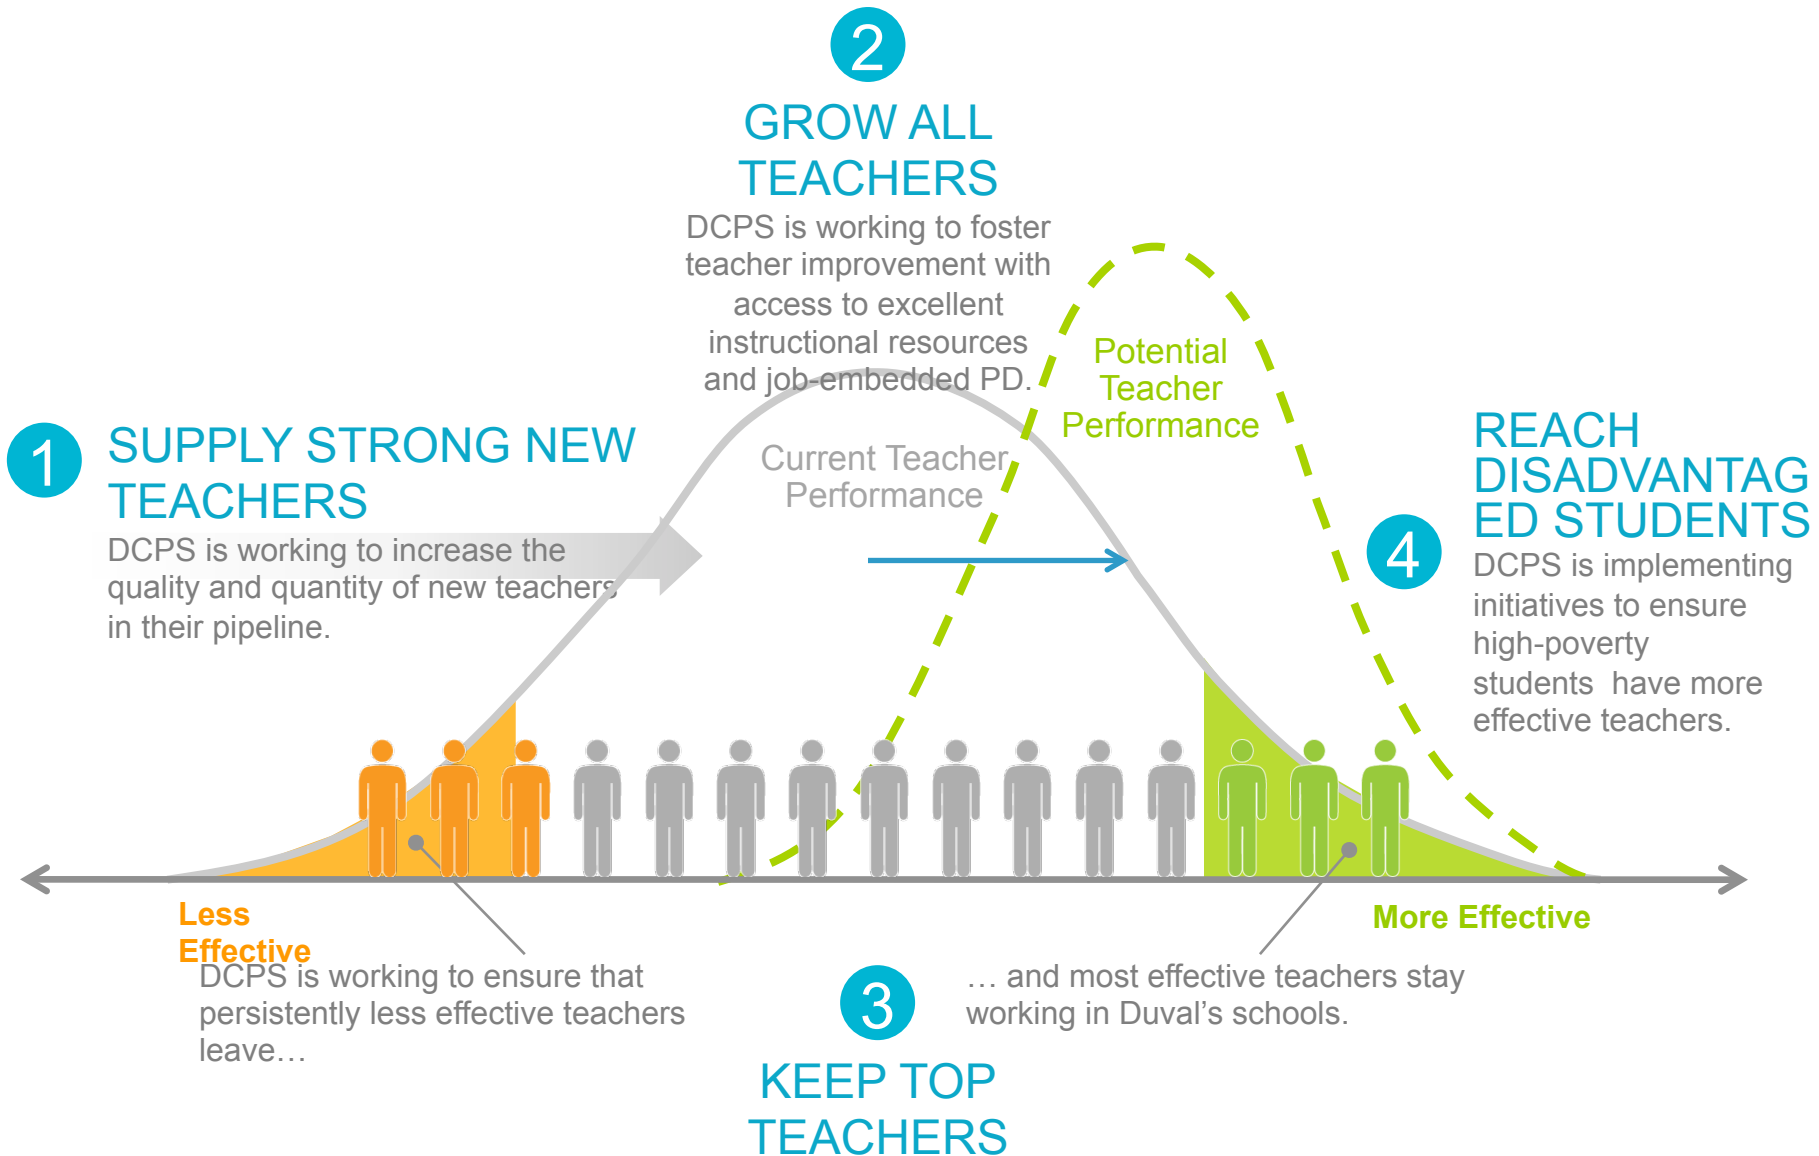 2
GROW ALL
TEACHERS
DCPS is working to foster
teacher improvement with
access to excellent
instructional resources
and job-embedded PD.
Potential
Teacher
Performance
Current Teacher
Performance
1
SUPPLY STRONG NEW
TEACHERS
DCPS is working to increase the
quality and quantity of new teachers
in their pipeline.
4
REACH
DISADVANTAG
ED STUDENTS
DCPS is implementing
initiatives to ensure
high-poverty
students  have more
effective teachers.
Less
Effective
More Effective
DCPS is working to ensure that
persistently less effective teachers
leave…
3
KEEP TOP
TEACHERS
… and most effective teachers stay
working in Duval’s schools.